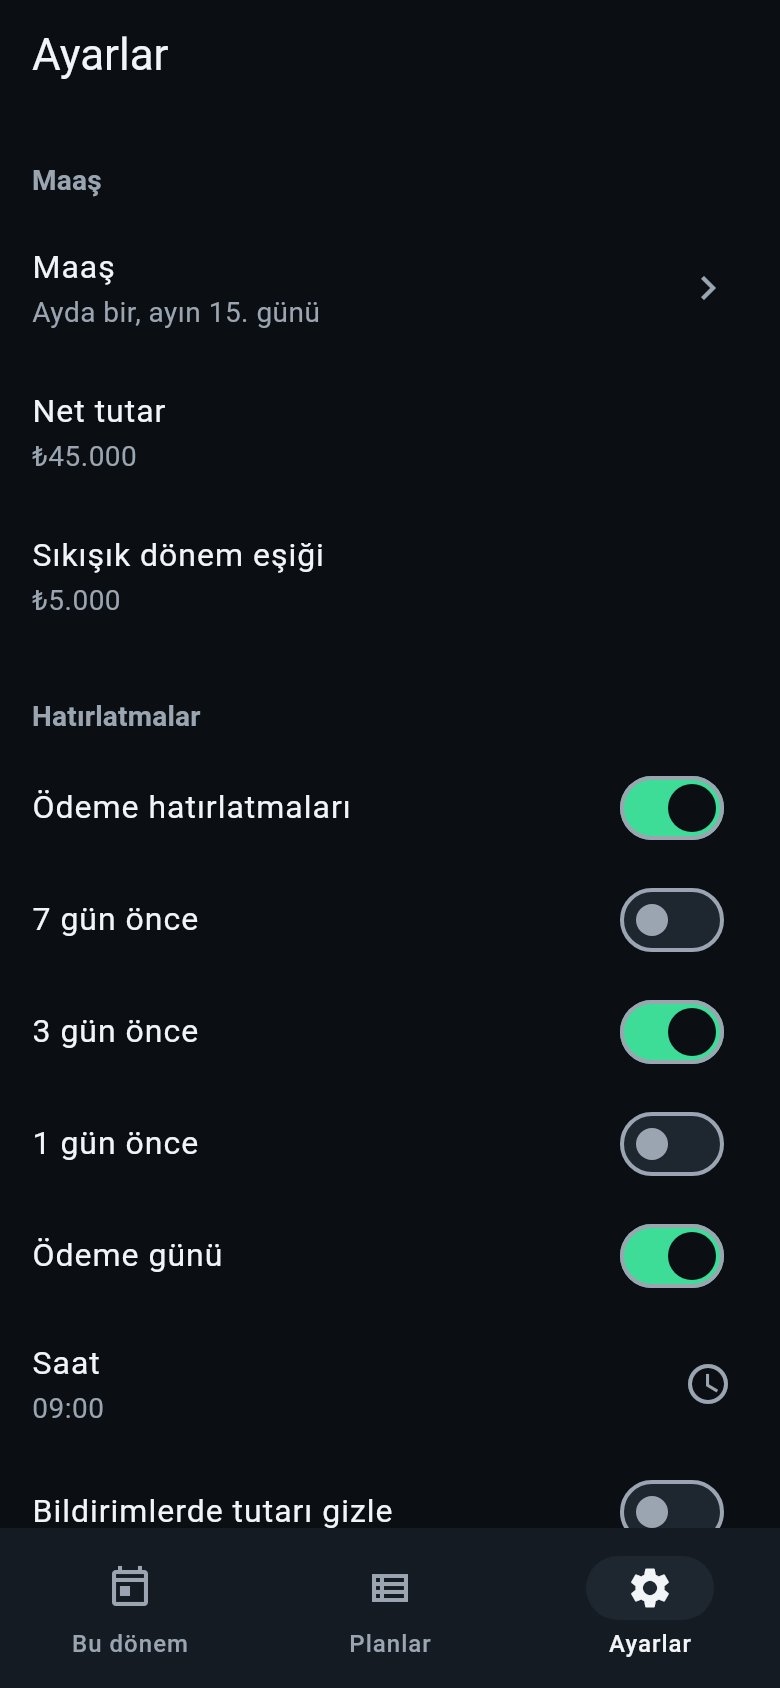 Ayarlar
Maaş
Maaş
Ayda bir, ayın 15. günü
Net tutar
₺45.000
Sıkışık dönem eşiği
₺5.000
Hatırlatmalar
Ödeme hatırlatmaları
7 gün önce
3 gün önce
1 gün önce
Ödeme günü
Saat
09:00
Bildirimlerde tutarı gizle
Bu dönem
Planlar
Ayarlar